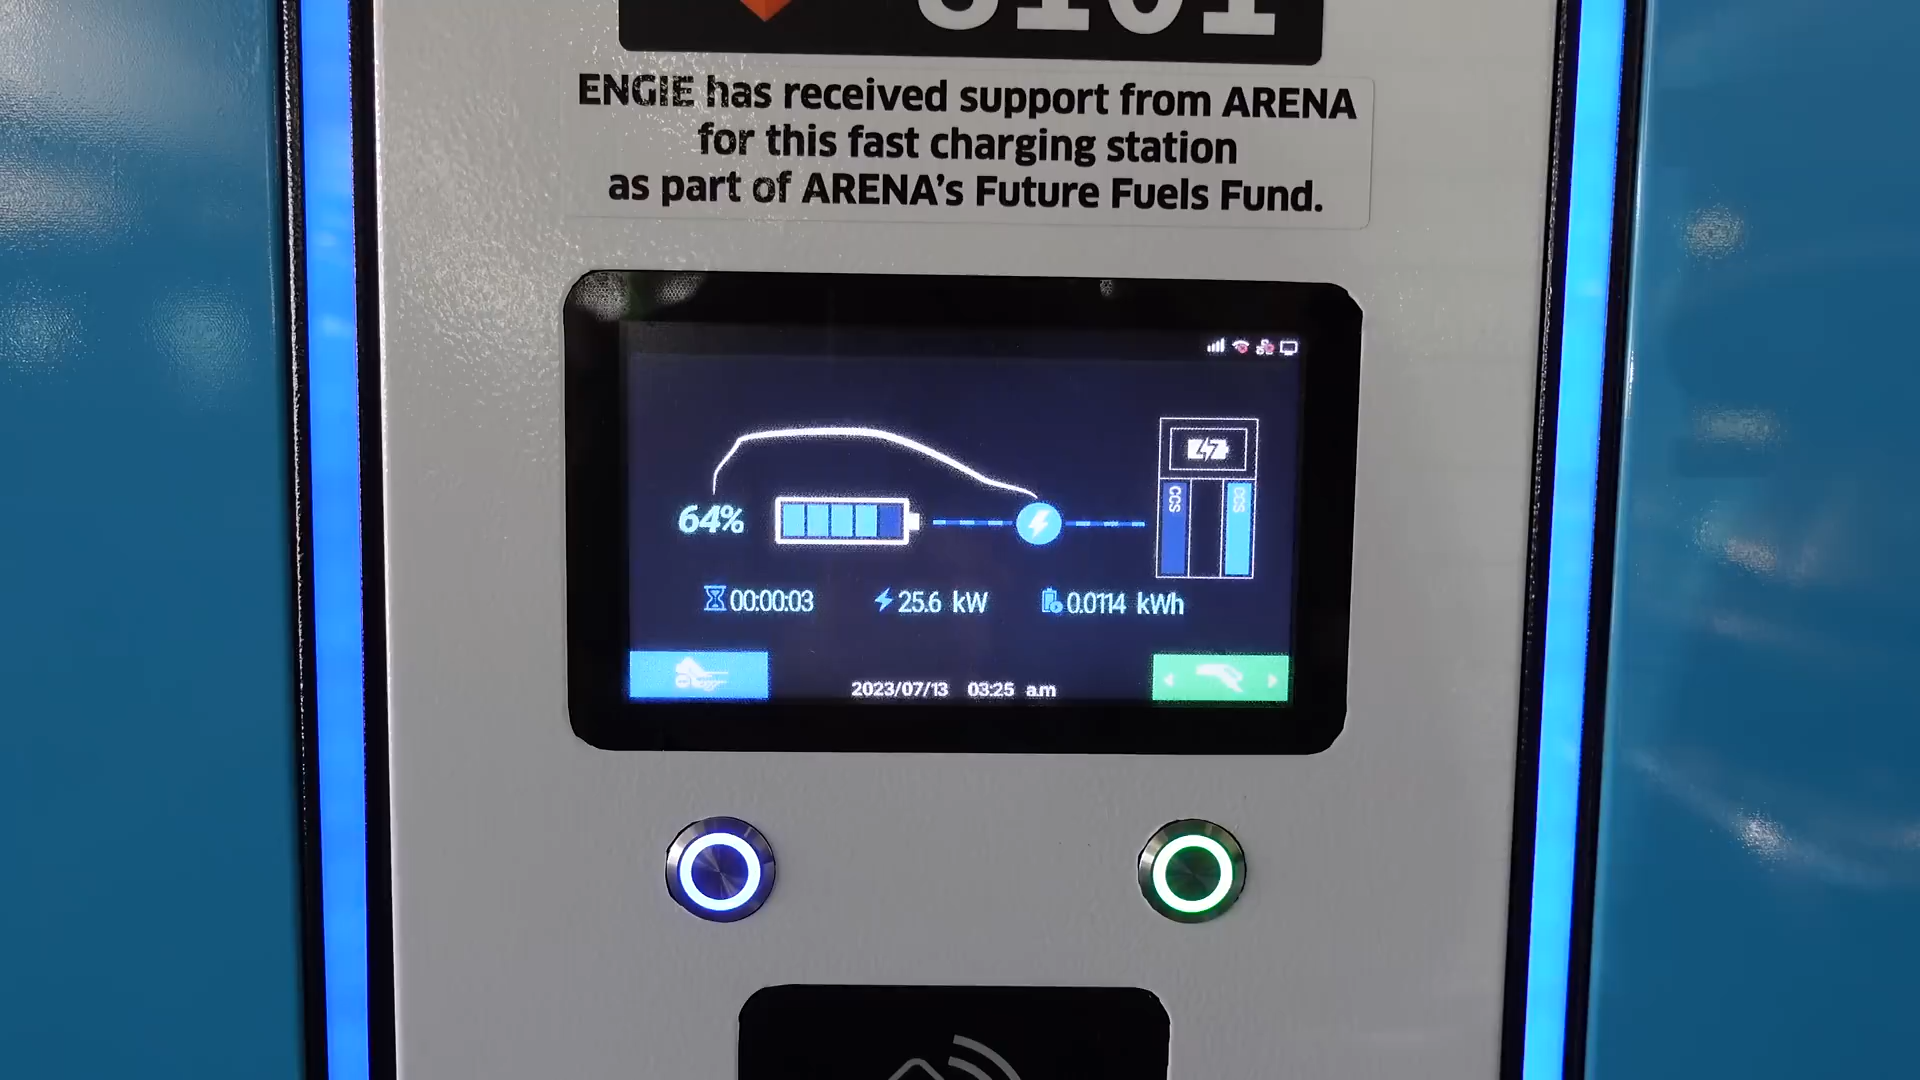 ENGIE has received support from ARENA
for this fast charging station
as part of ARENA's Future Fuels Fund.
64%
CCS CCS
00:00:03 25.6 kW 0.0114 kWh
2023/07/13 03:25 a.m